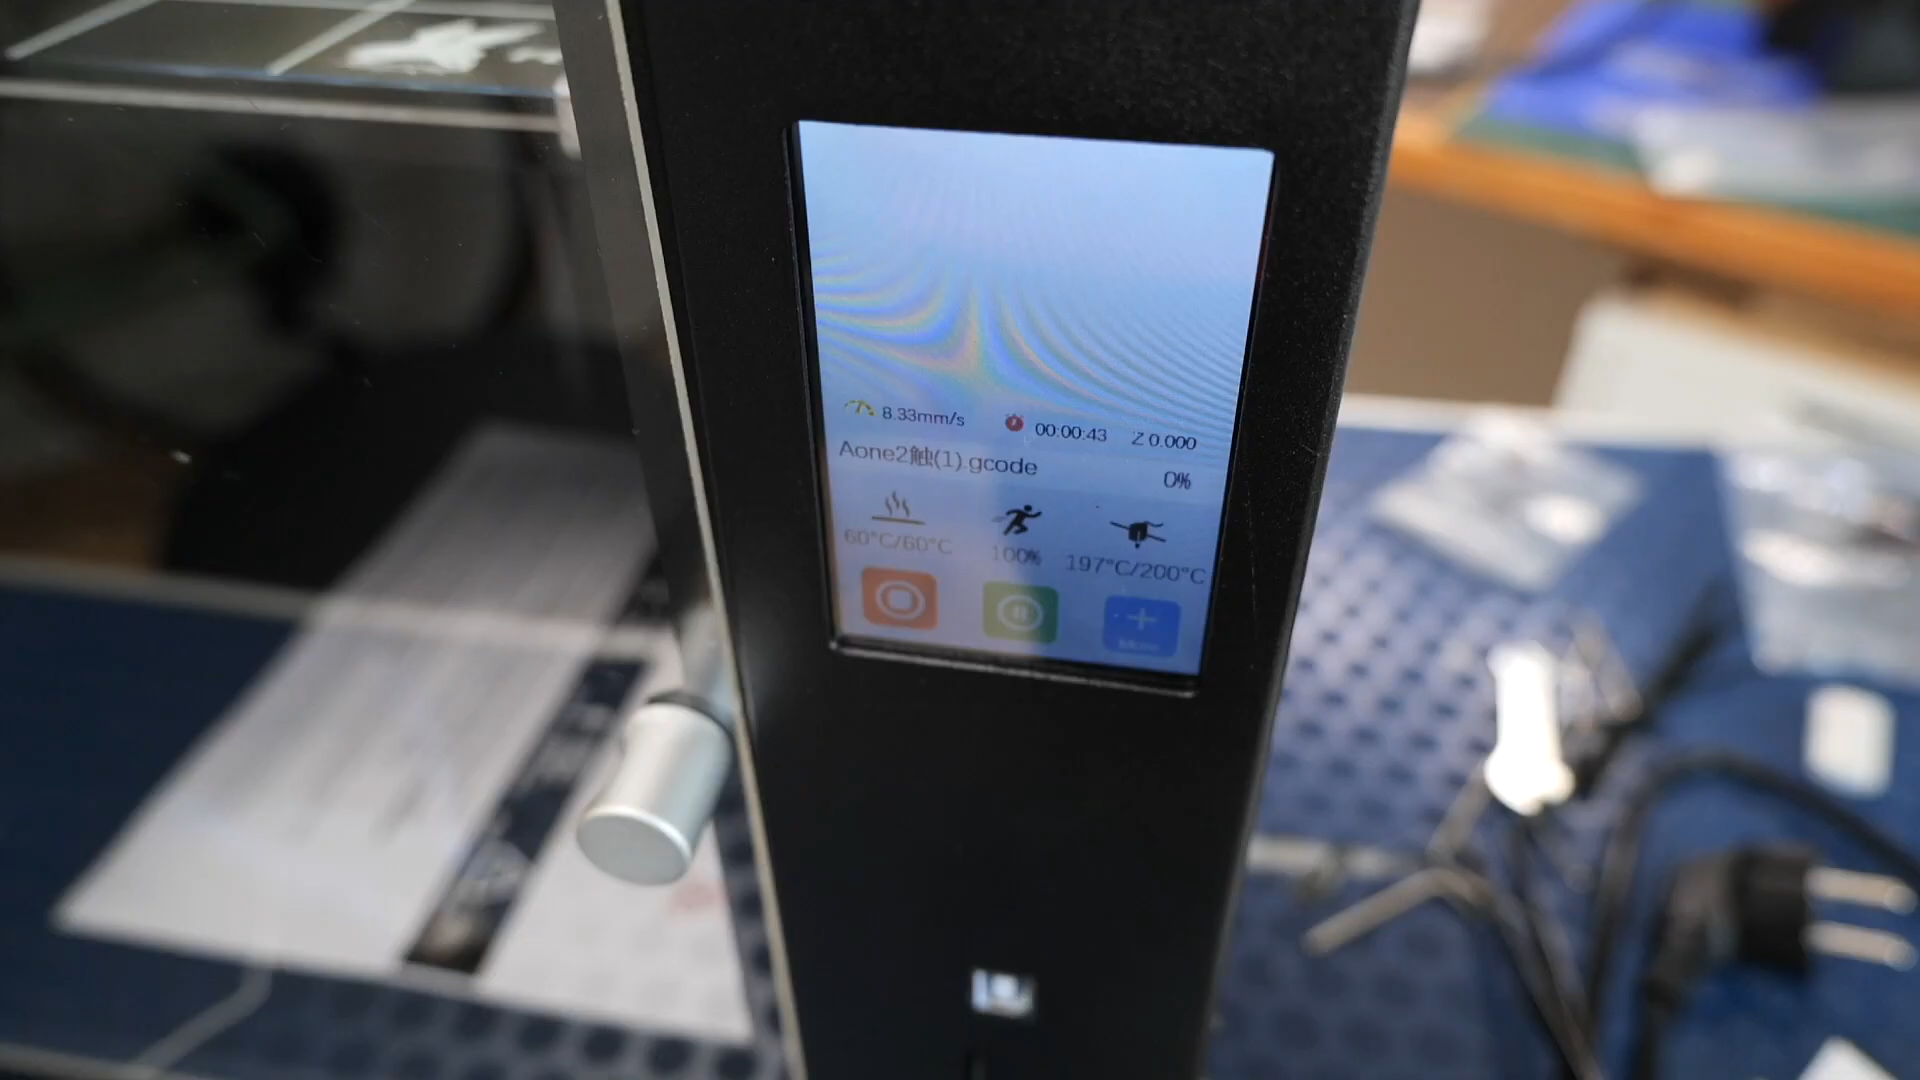 8.33mm/s 00:00:43 Z 0.000
Aone2触(1).gcode 0%
60°C/60°C 100% 197°C/200°C
More